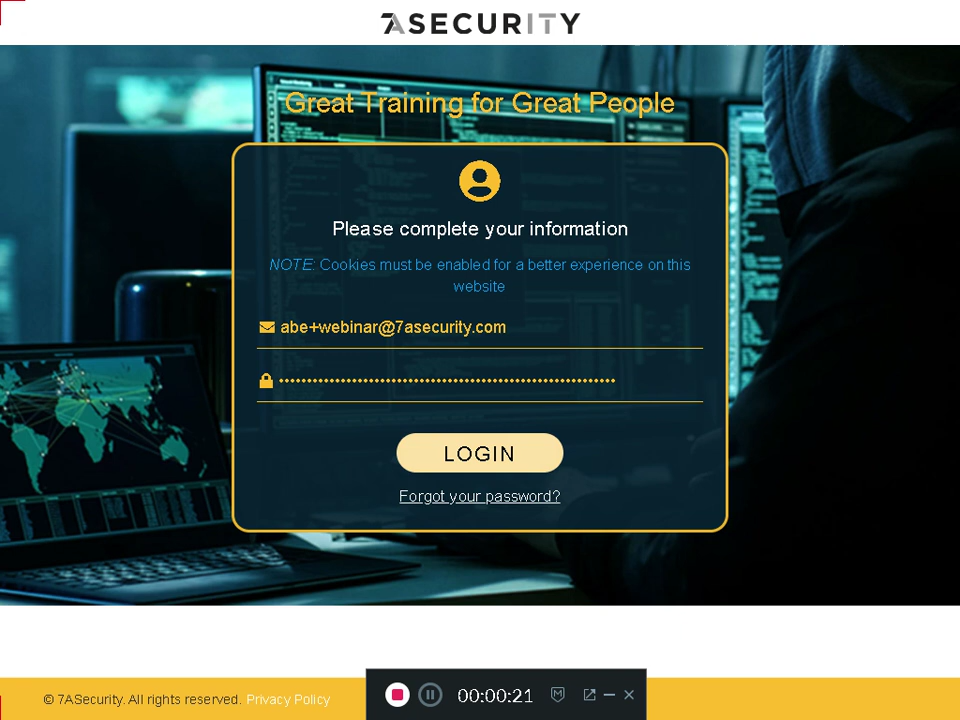 7ASECURITY
Great Training for Great People
Please complete your information
NOTE: Cookies must be enabled for a better experience on this
website
abe+webinar@7asecurity.com
LOGIN
Forgot your password?
© 7ASecurity. All rights reserved. Privacy Policy
00:00:21